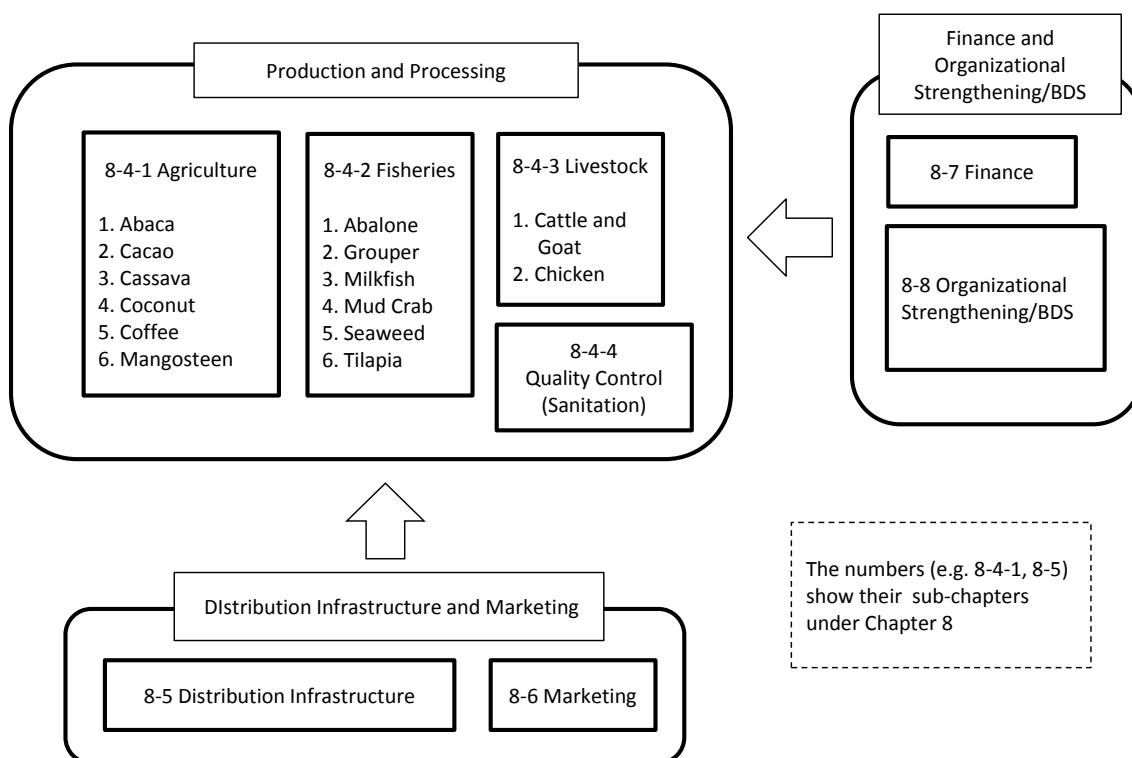 Production and Processing
8-4-1 Agriculture
1. Abaca
2. Cacao
3. Cassava
4. Coconut
5. Coffee
6. Mangosteen
8-4-2 Fisheries
1. Abalone
2. Grouper
3. Milkfish
4. Mud Crab
5. Seaweed
6. Tilapia
8-4-3 Livestock
1. Cattle and
Goat
2. Chicken
8-4-4
Quality Control
(Sanitation)
Finance and
Organizational
Strengthening/BDS
8-7 Finance
8-8 Organizational
Strengthening/BDS
DIstribution Infrastructure and Marketing
8-5 Distribution Infrastructure
8-6 Marketing
The numbers (e.g. 8-4-1, 8-5)
show their sub-chapters
under Chapter 8